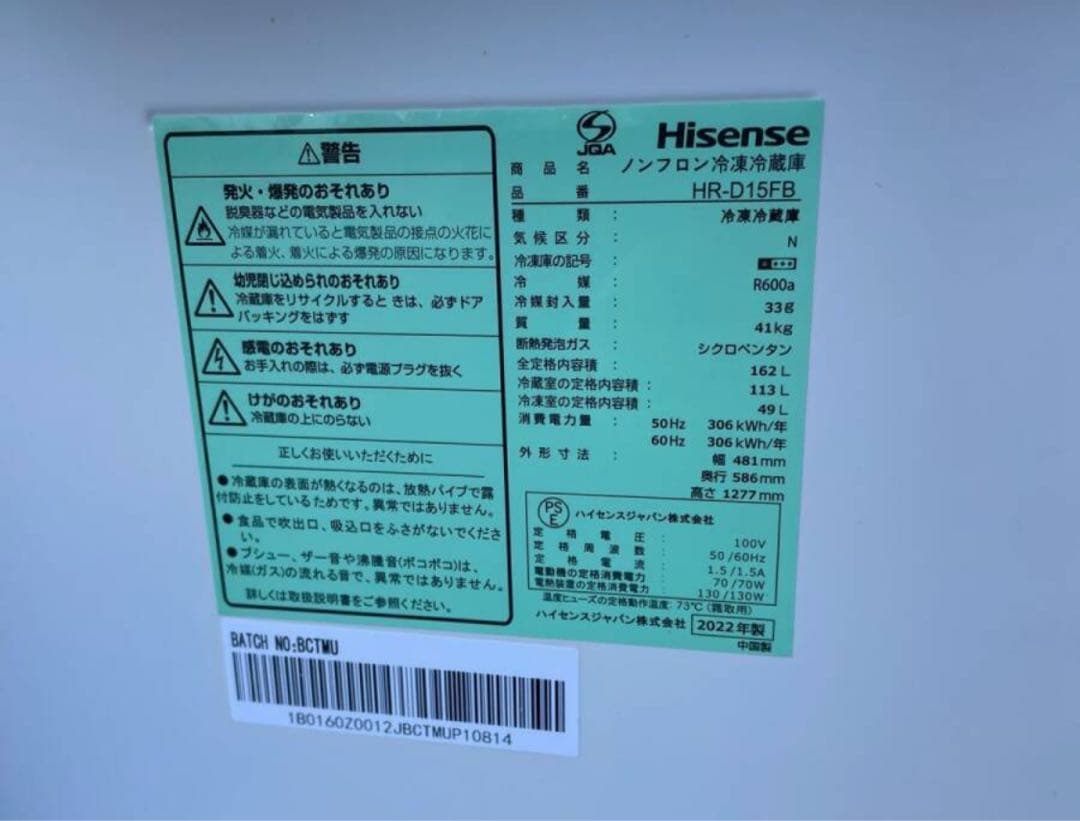 ⚠警告
発火・爆発のおそれあり
脱臭器などの電気製品を入れない
冷媒が漏れていると電気製品の接点の火花に
よる着火、着火による爆発の原因になります。
幼児閉じ込められのおそれあり
冷蔵庫をリサイクルするときは、必ずドア
パッキングをはずす
感電のおそれあり
お手入れの際は、必ず電源プラグを抜く
けがのおそれあり
冷蔵庫の上にのらない
正しくお使いいただくために
●冷蔵庫の表面が熱くなるのは、放熱パイプで露
付防止をしているためです。異常ではありません。
●食品で吹出口、吸込口をふさがないでくださ
い。
●プシュー、ザー音や沸騰音(ポコポコ)は、
冷媒(ガス)の流れる音で、異常ではありません。
詳しくは取扱説明書をご参照ください。
JQA
Hisense
商品名 ノンフロン冷凍冷蔵庫
品番 HR-D15FB
種類 : 冷凍冷蔵庫
気候区分 : N
冷凍庫の記号 :
冷媒 : R600a
冷媒封入量 : 33g
質量 : 41kg
断熱発泡ガス : シクロペンタン
全定格内容積 : 162L
冷蔵室の定格内容積 : 113L
冷凍室の定格内容積 : 49L
消費電力量 : 50Hz 306kWh/年
60Hz 306kWh/年
外形寸法 : 幅 481mm
奥行 586mm
高さ 1277mm
PSE ハイセンスジャパン株式会社
定格電圧 : 100V
定格周波数 : 50/60Hz
定格電流 : 1.5/1.5A
電動機の定格消費電力 : 70/70W
電熱装置の定格消費電力 : 130/130W
温度ヒューズの定格動作温度: 73℃(霜取用)
ハイセンスジャパン株式会社 2022年製
中国製
BATCH NO:BCTMU
1B0160Z0012JBCTMUP10814